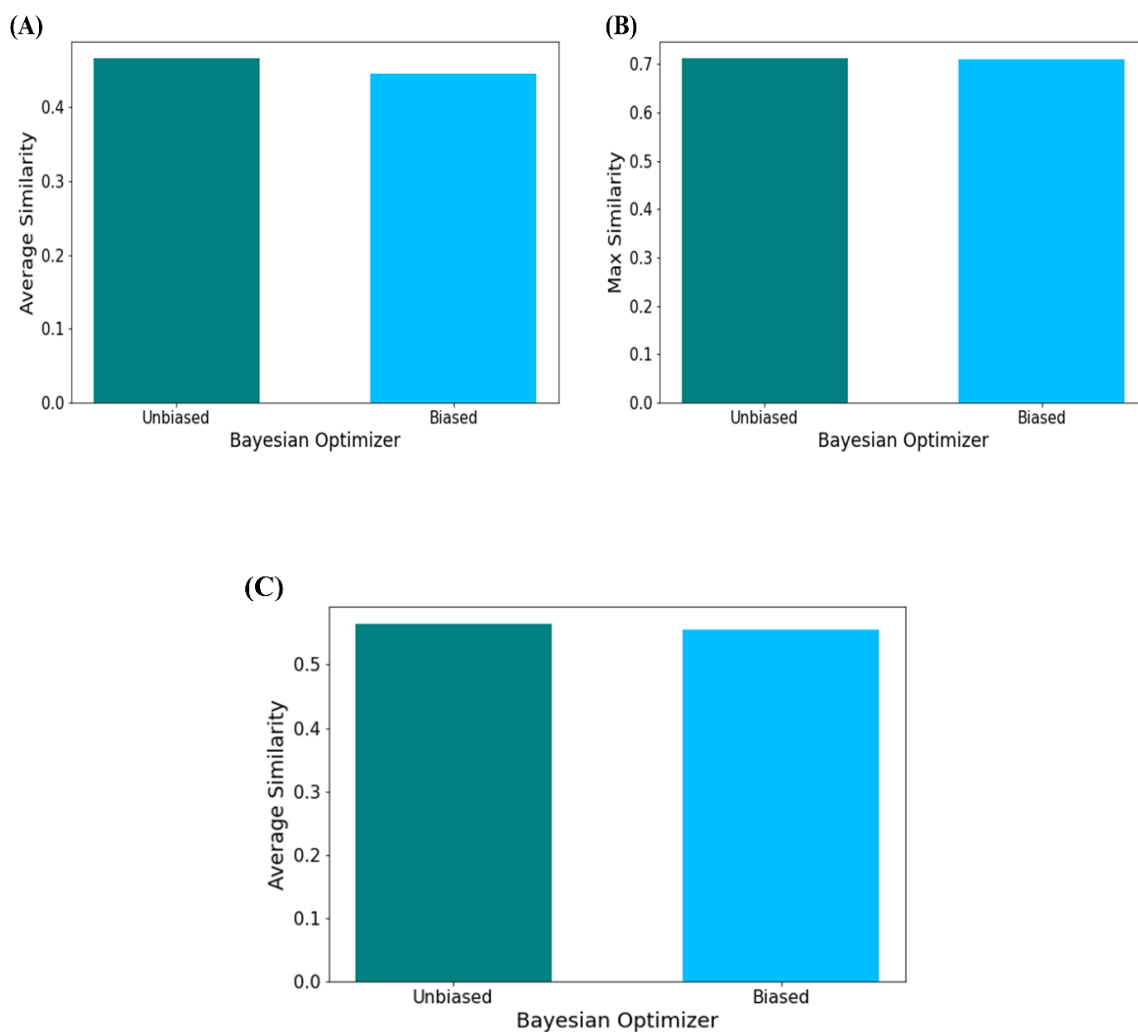 (A)
Average Similarity
0.4
0.3
0.2
0.1
0.0
Unbiased Biased
Bayesian Optimizer
(B)
Max Similarity
0.7
0.6
0.5
0.4
0.3
0.2
0.1
0.0
Unbiased Biased
Bayesian Optimizer
(C)
Average Similarity
0.5
0.4
0.3
0.2
0.1
0.0
Unbiased Biased
Bayesian Optimizer